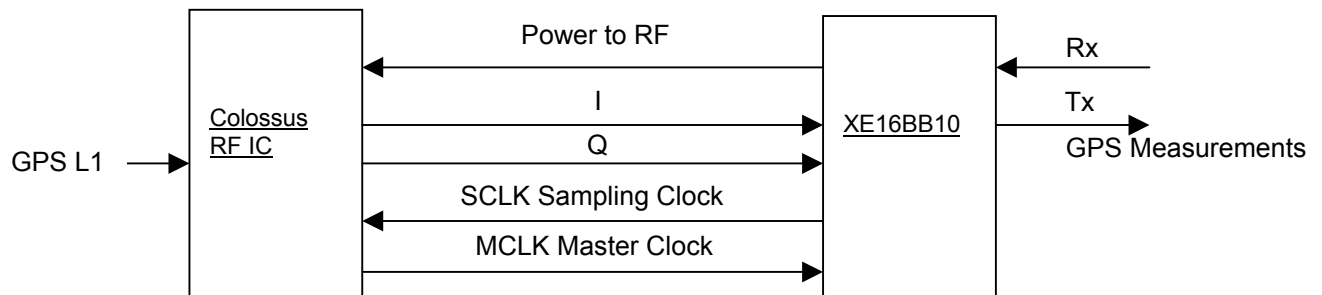 Power to RF
Rx
I
Tx
Colossus
RF IC
XE16BB10
Q
GPS L1
GPS Measurements
SCLK Sampling Clock
MCLK Master Clock